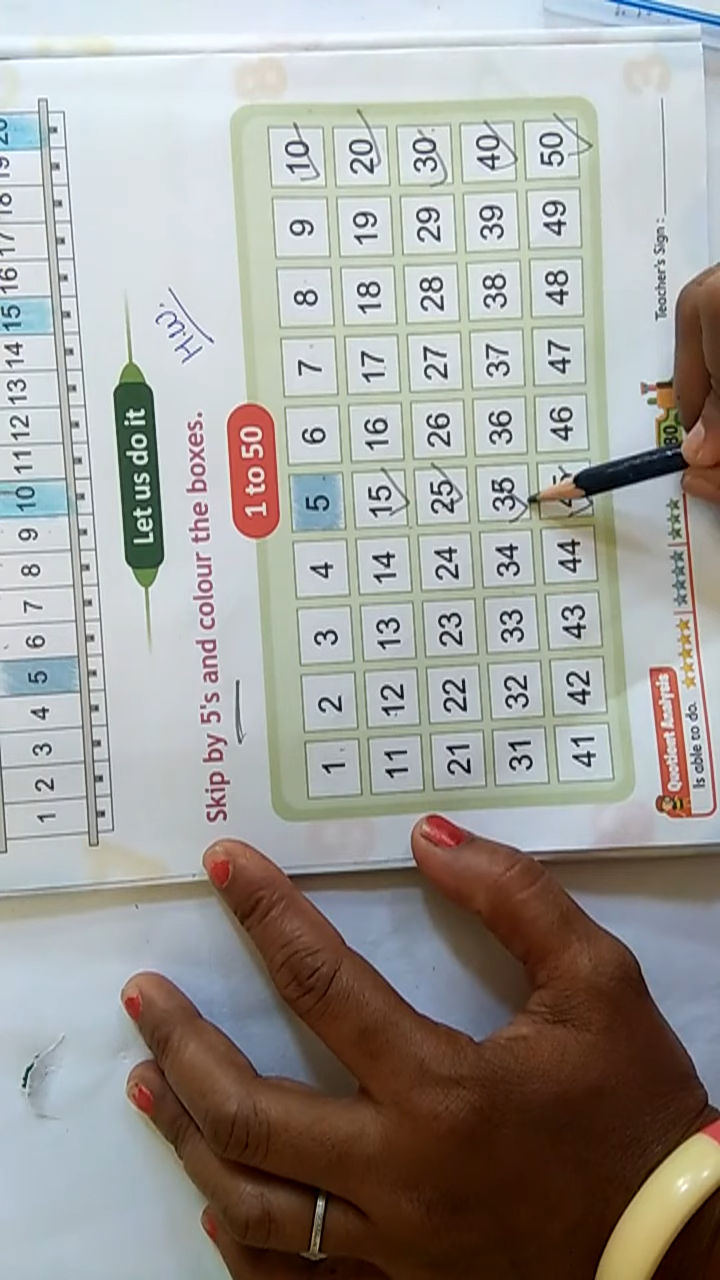 1 2 3 4 5 6 7 8 9 10 11 12 13 14 15 16 17 18 19 20
Let us do it
H.W.
Skip by 5's and colour the boxes.
1 to 50
1 2 3 4 5 6 7 8 9 10
11 12 13 14 15 16 17 18 19 20
21 22 23 24 25 26 27 28 29 30
31 32 33 34 35 36 37 38 39 40
41 42 43 44 46 47 48 49 50
Quotient Analysis
Is able to do.
30
Teacher's Sign :